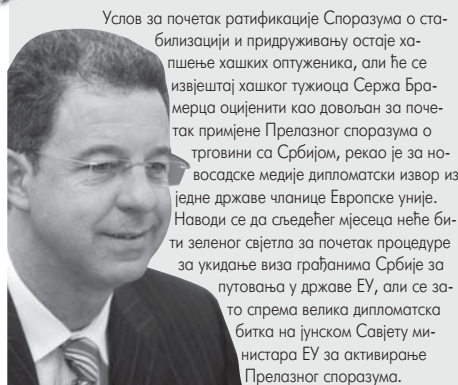 Услов за почетак ратификације Споразума о ста-
билизацији и придруживању остаје ха-
пшење хашких оптуженика, али ће се
извјештај хашког тужиоца Сержа Бра-
мерца оцијенити као довољан за поче-
так примјене Прелазног споразума о
трговини са Србијом, рекао је за но-
восадске медије дипломатски извор из
једне државе чланице Европске уније.
Наводи се да сљедећег мјесеца неће би-
ти зеленог свјетла за почетак процедуре
за укидање виза грађанима Србије за
путовања у државе ЕУ, али се за-
то спрема велика дипломатска
битка на јунском Савјету ми-
нистара ЕУ за активирање
Прелазног споразума.